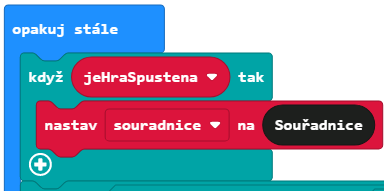 opakuj stále
když jeHraSpustena tak
nastav souradnice na Souřadnice